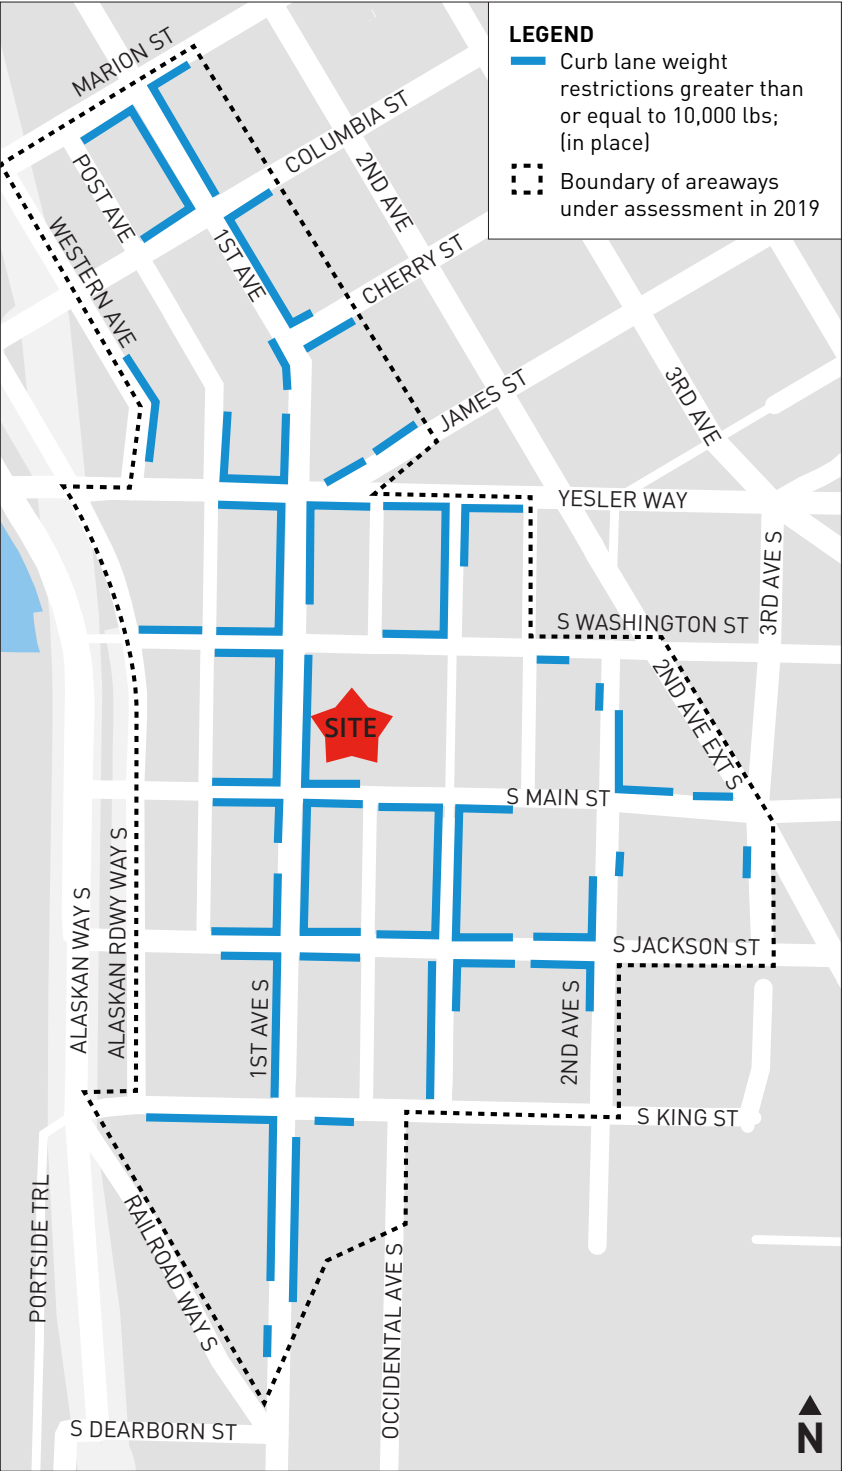 LEGEND
Curb lane weight
restrictions greater than
or equal to 10,000 lbs;
(in place)
Boundary of areaways
under assessment in 2019
MARION ST
COLUMBIA ST
POST AVE
2ND AVE
WESTERN AVE
1ST AVE
CHERRY ST
JAMES ST
3RD AVE
YESLER WAY
3RD AVE S
S WASHINGTON ST
2ND AVE EXT S
SITE
S MAIN ST
ALASKAN WAY S
ALASKAN RDWY WAY S
S JACKSON ST
1ST AVE S
2ND AVE S
S KING ST
PORTSIDE TRL
RAILROAD WAY S
OCCIDENTAL AVE S
S DEARBORN ST
N